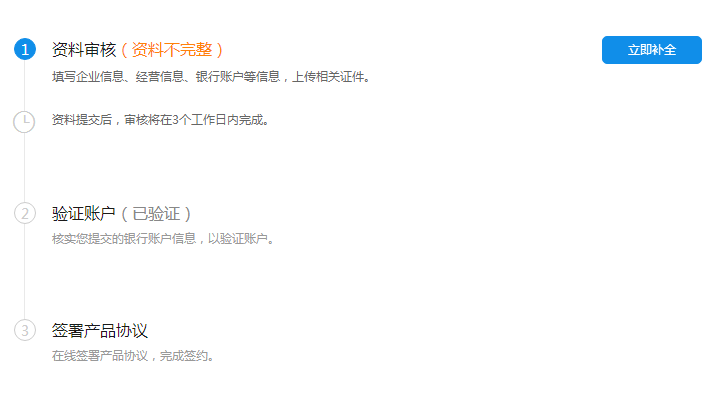 1 资料审核（资料不完整） 立即补全
填写企业信息、经营信息、银行账户等信息，上传相关证件。
资料提交后，审核将在3个工作日内完成。
2 验证账户（已验证）
核实您提交的银行账户信息，以验证账户。
3 签署产品协议
在线签署产品协议，完成签约。